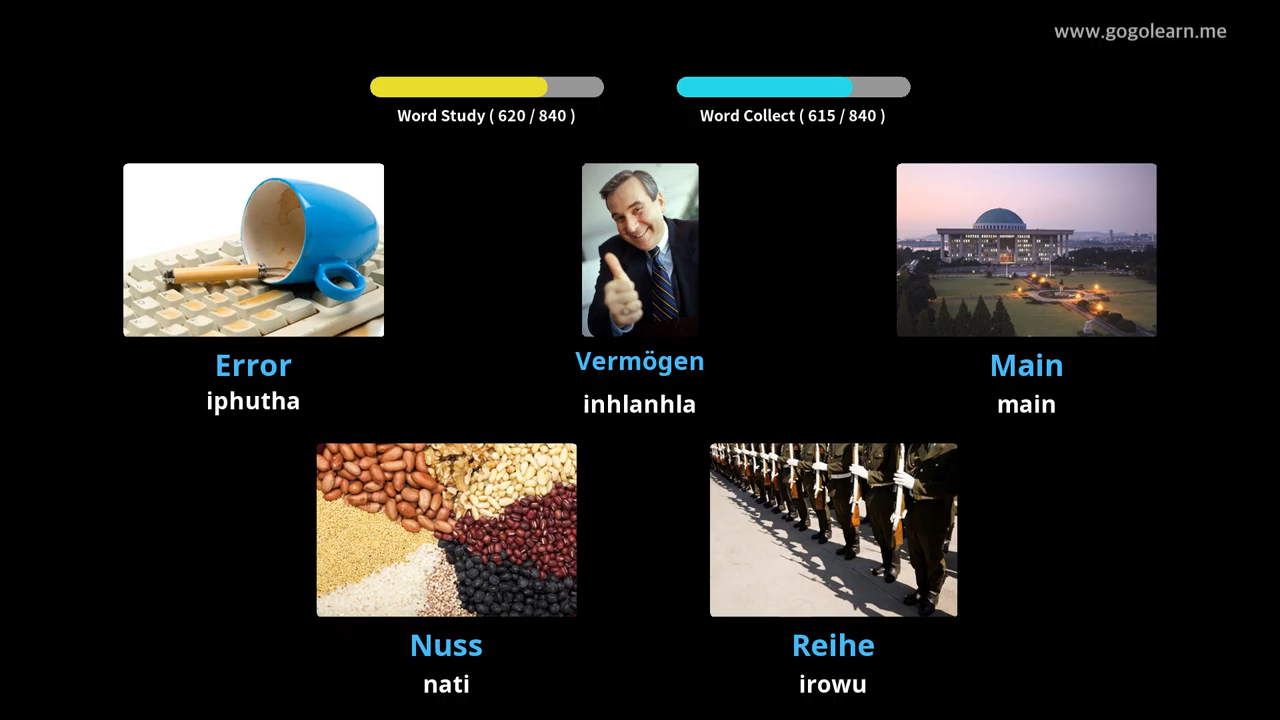 www.gogolearn.me
Word Study ( 620 / 840 )
Word Collect ( 615 / 840 )
Error
iphutha
Vermögen
inhlanhla
Main
main
Nuss
nati
Reihe
irowu